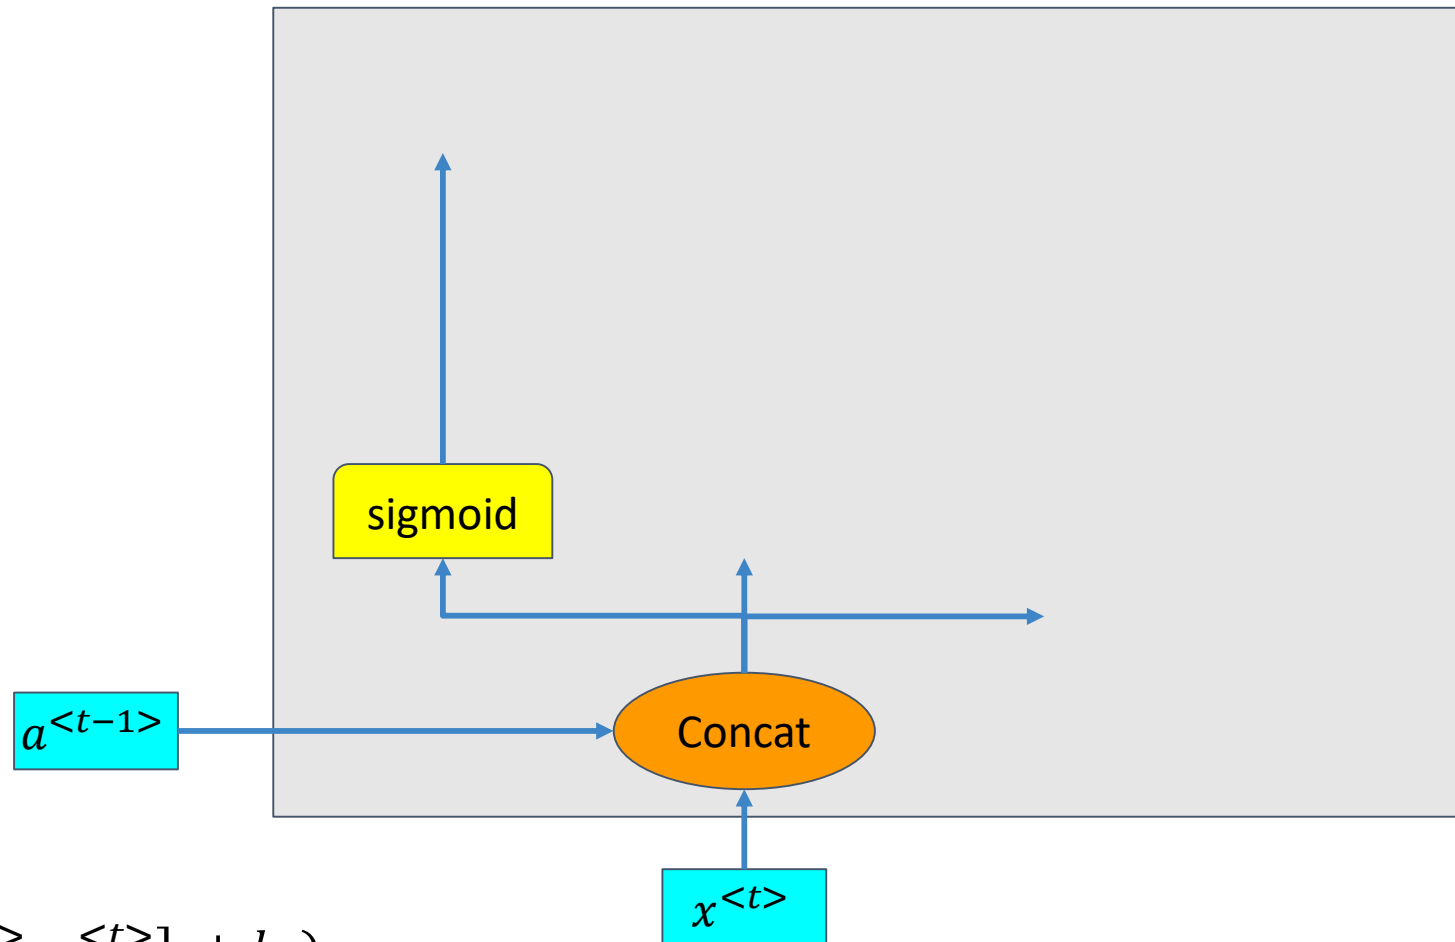 sigmoid
a^{<t−1>}
Concat
x^{<t>}
<t>] + )